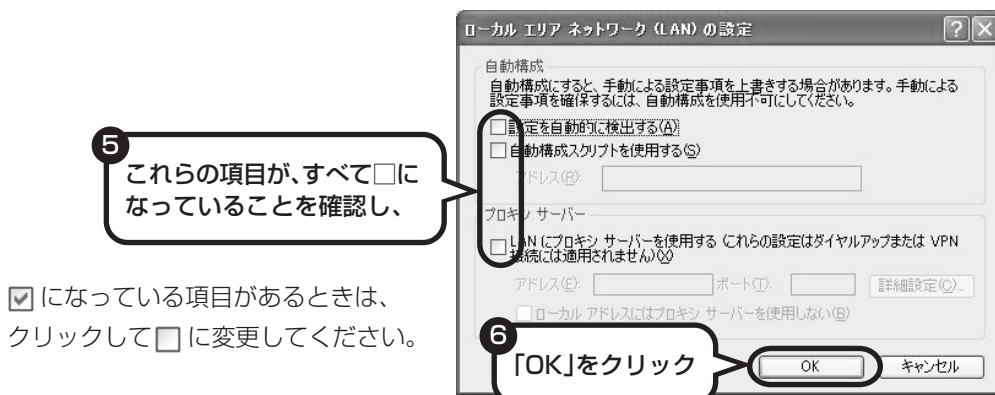 ローカル エリア ネットワーク (LAN) の設定
自動構成
自動構成にすると、手動による設定事項を上書きする場合があります。手動による
設定事項を確保するには、自動構成を使用不可にしてください。
設定を自動的に検出する(A)
自動構成スクリプトを使用する(S)
アドレス(R):
5
これらの項目が、すべて□に
なっていることを確認し、
プロキシ サーバー
LAN にプロキシ サーバーを使用する (これらの設定はダイヤルアップまたは VPN
接続には適用されません)(X)
アドレス(E): ポート(T): 詳細設定(C)...
ローカル アドレスにはプロキシ サーバーを使用しない(B)
☑ になっている項目があるときは、
クリックして□ に変更してください。
6
「OK」をクリック
OK キャンセル